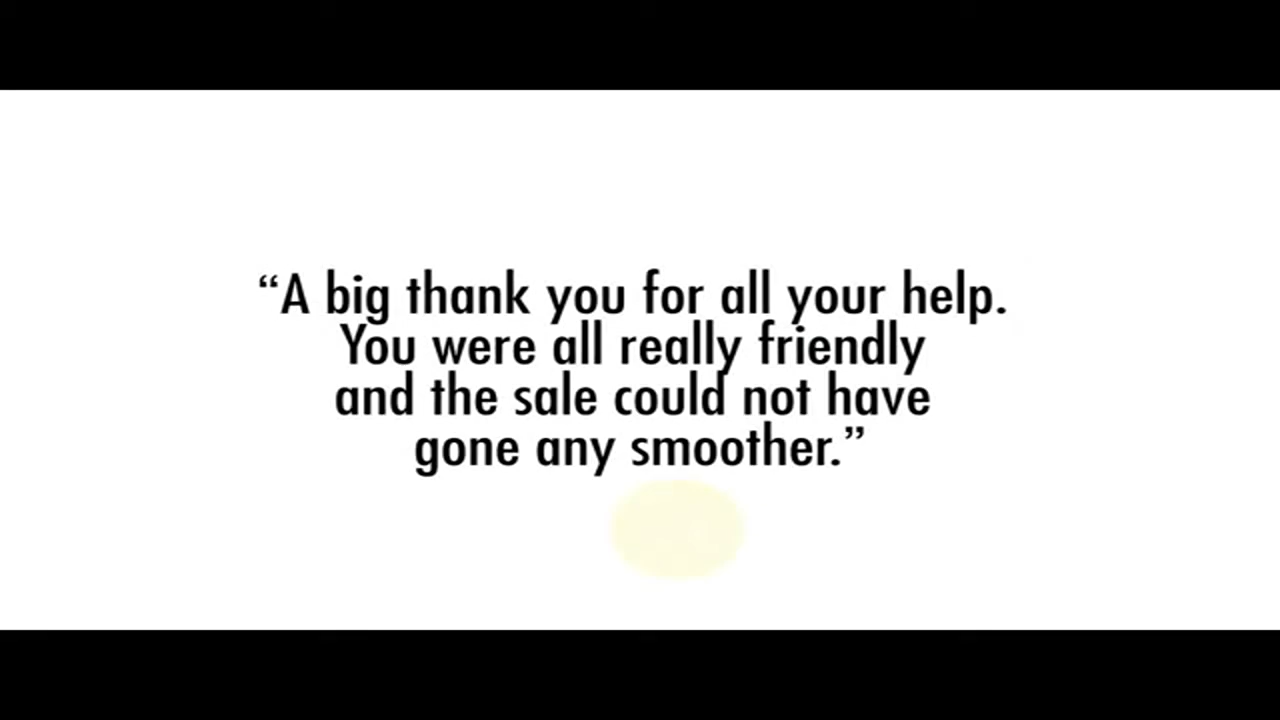 “A big thank you for all your help.
You were all really friendly
and the sale could not have
gone any smoother.”